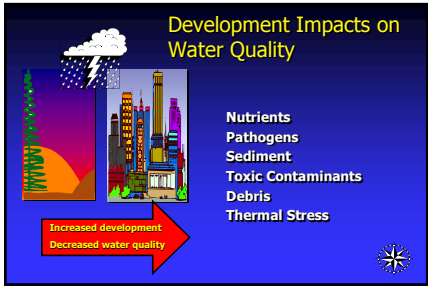 Development Impacts on
Water Quality
Nutrients
Pathogens
Sediment
Toxic Contaminants
Debris
Thermal Stress
Increased development
Decreased water quality